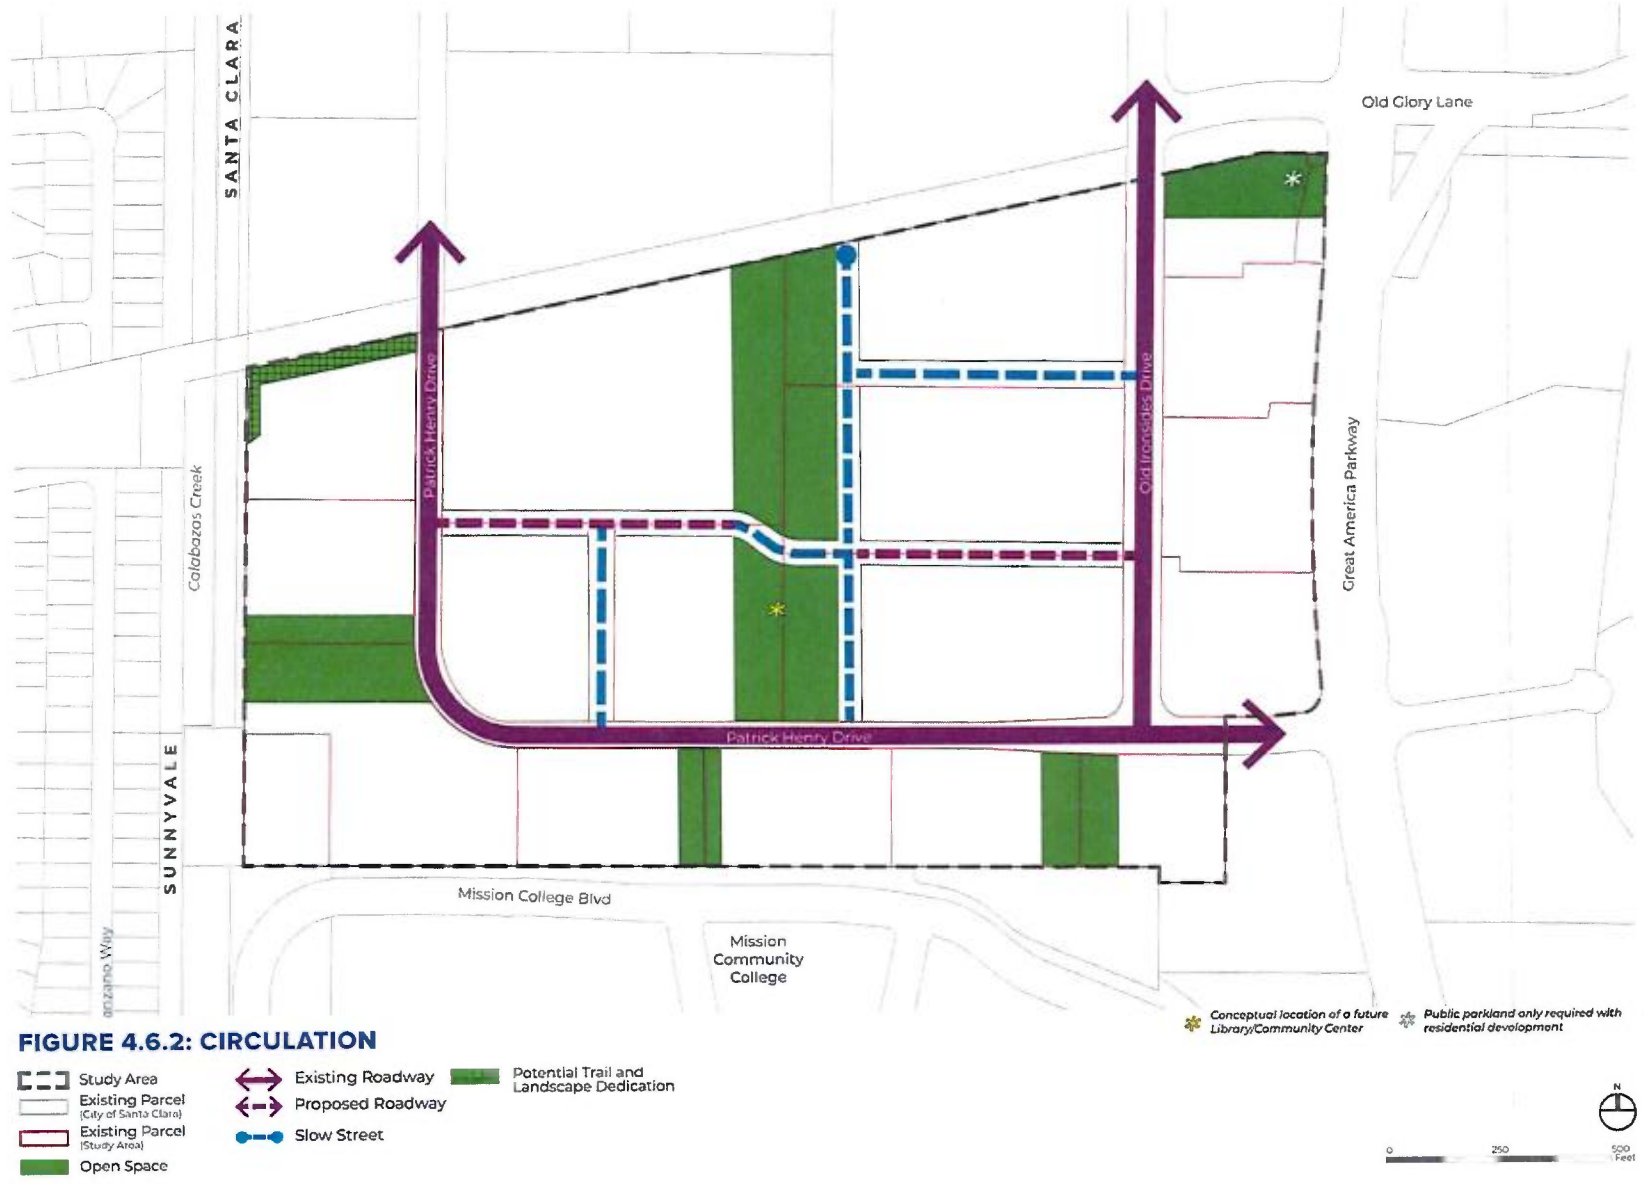 SANTA CLARA
Old Glory Lane
Patrick Henry Drive
Old Ironsides Drive
Great America Parkway
Calabazas Creek
Patrick Henry Drive
SUNNYVALE
Mission College Blvd
Mission
Community
College
anzano Way
Conceptual location of a future
Library/Community Center
Public parkland only required with
residential development
FIGURE 4.6.2: CIRCULATION
Study Area
Existing Parcel
(City of Santa Clara)
Existing Parcel
(Study Area)
Open Space
Existing Roadway
Proposed Roadway
Slow Street
Potential Trail and
Landscape Dedication
N
0 250 500
Feet